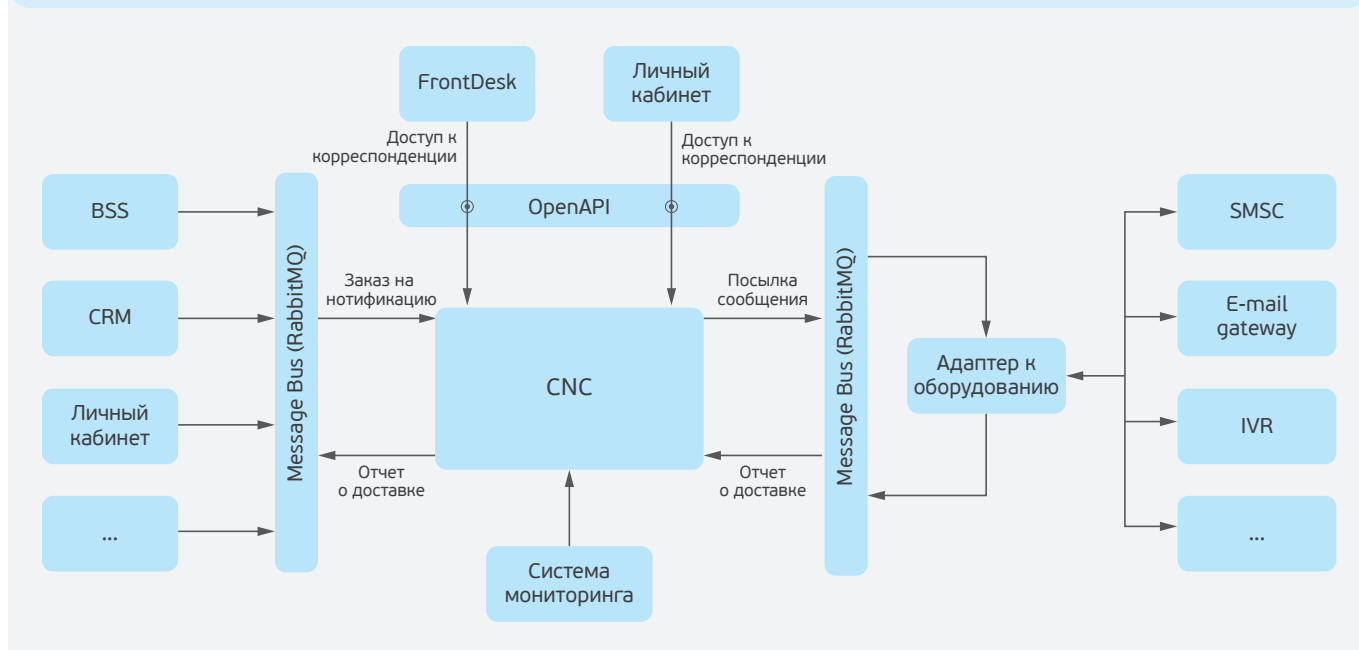 FrontDesk
Личный
кабинет
Доступ к
корреспонденции
Доступ к
корреспонденции
OpenAPI
BSS
CRM
Личный
кабинет
...
Message Bus (RabbitMQ)
Заказ на
нотификацию
Отчет
о доставке
CNC
Система
мониторинга
Посылка
сообщения
Отчет
о доставке
Message Bus (RabbitMQ)
Адаптер к
оборудованию
SMSC
E-mail
gateway
IVR
...